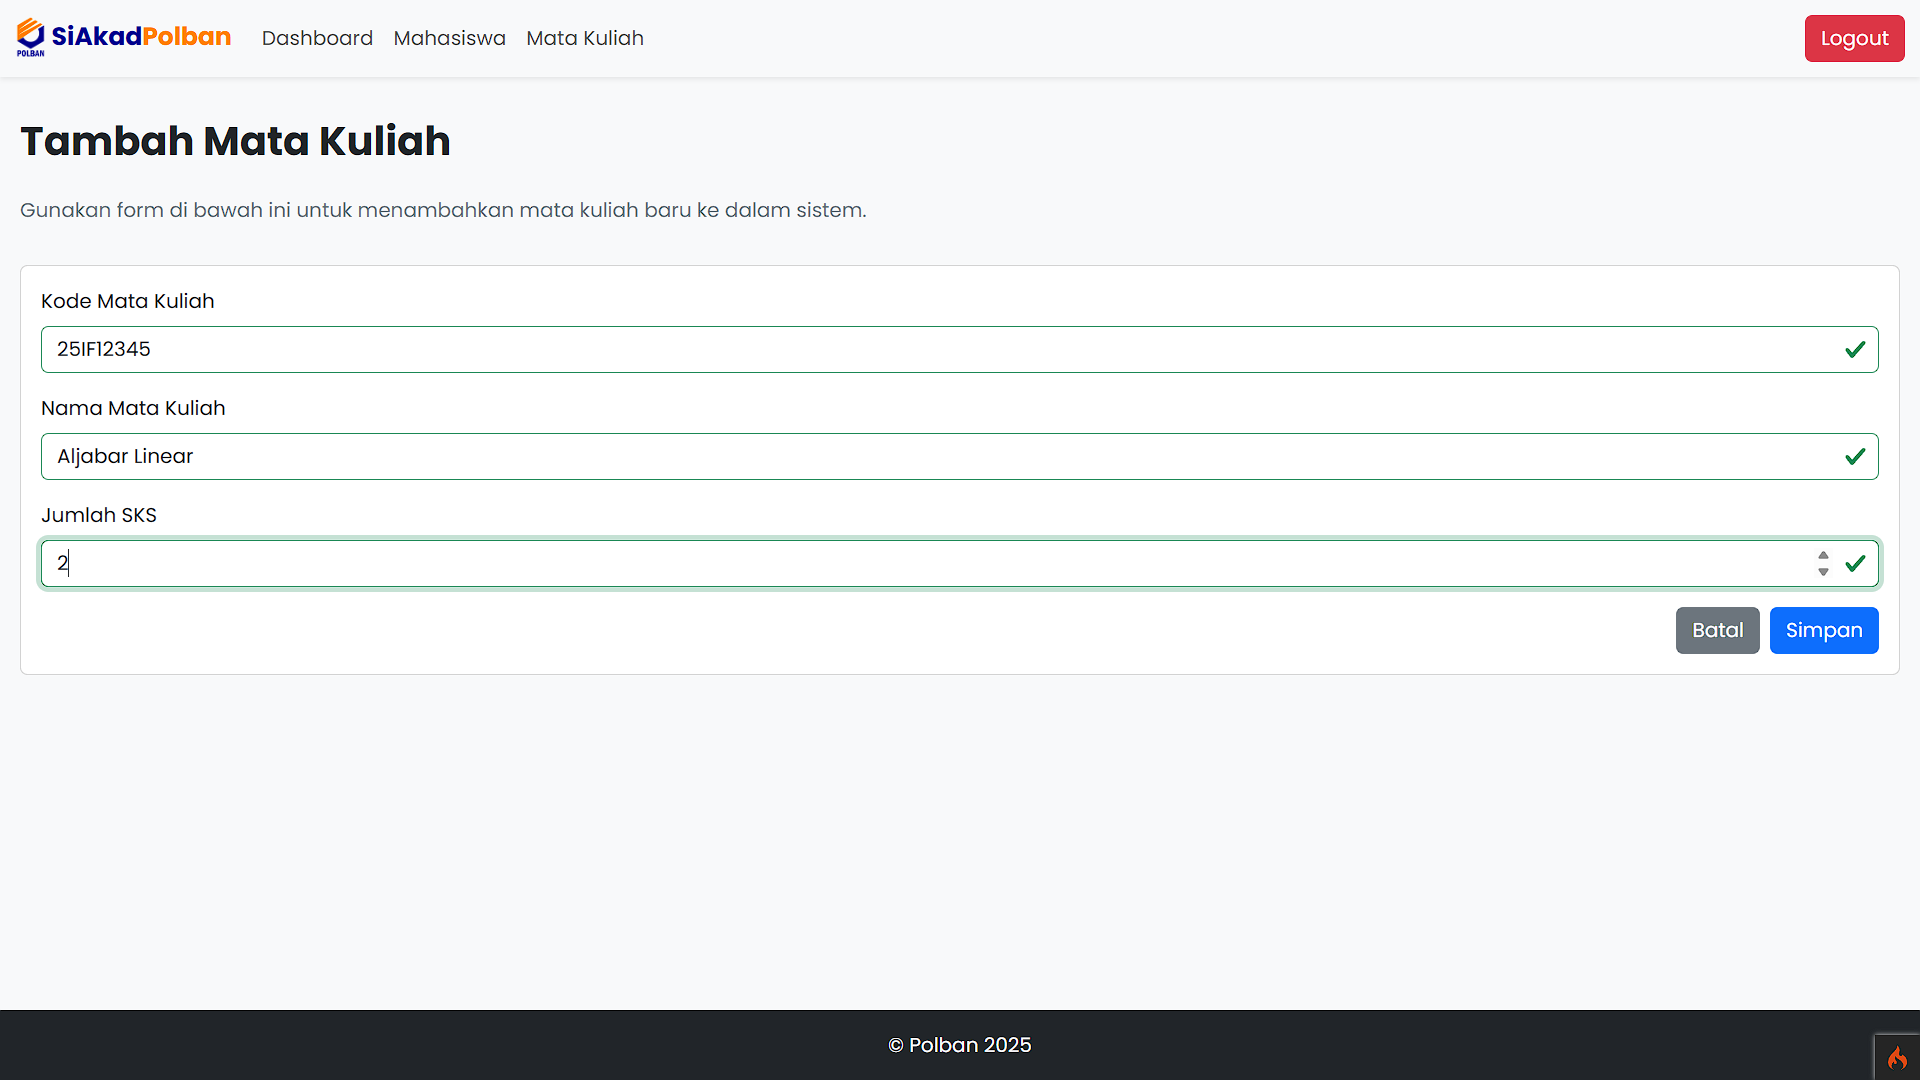 POLBAN
SiAkadPolban
Dashboard
Mahasiswa
Mata Kuliah
Logout
Tambah Mata Kuliah
Gunakan form di bawah ini untuk menambahkan mata kuliah baru ke dalam sistem.
Kode Mata Kuliah
25IF12345
Nama Mata Kuliah
Aljabar Linear
Jumlah SKS
2
Batal
Simpan
© Polban 2025